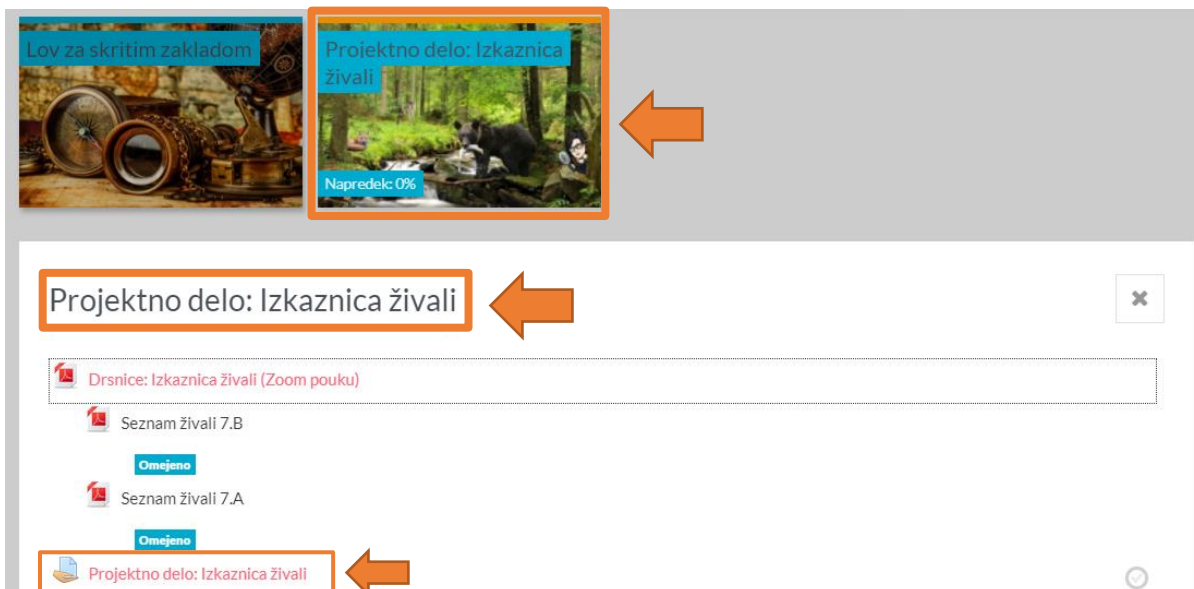 Lov za skritim zakladom
Projektno delo: Izkaznica
živali
Napredek: 0%
Projektno delo: Izkaznica živali
Drsnice: Izkaznica živali (Zoom pouku)
Seznam živali 7.B
Omejeno
Seznam živali 7.A
Omejeno
Projektno delo: Izkaznica živali